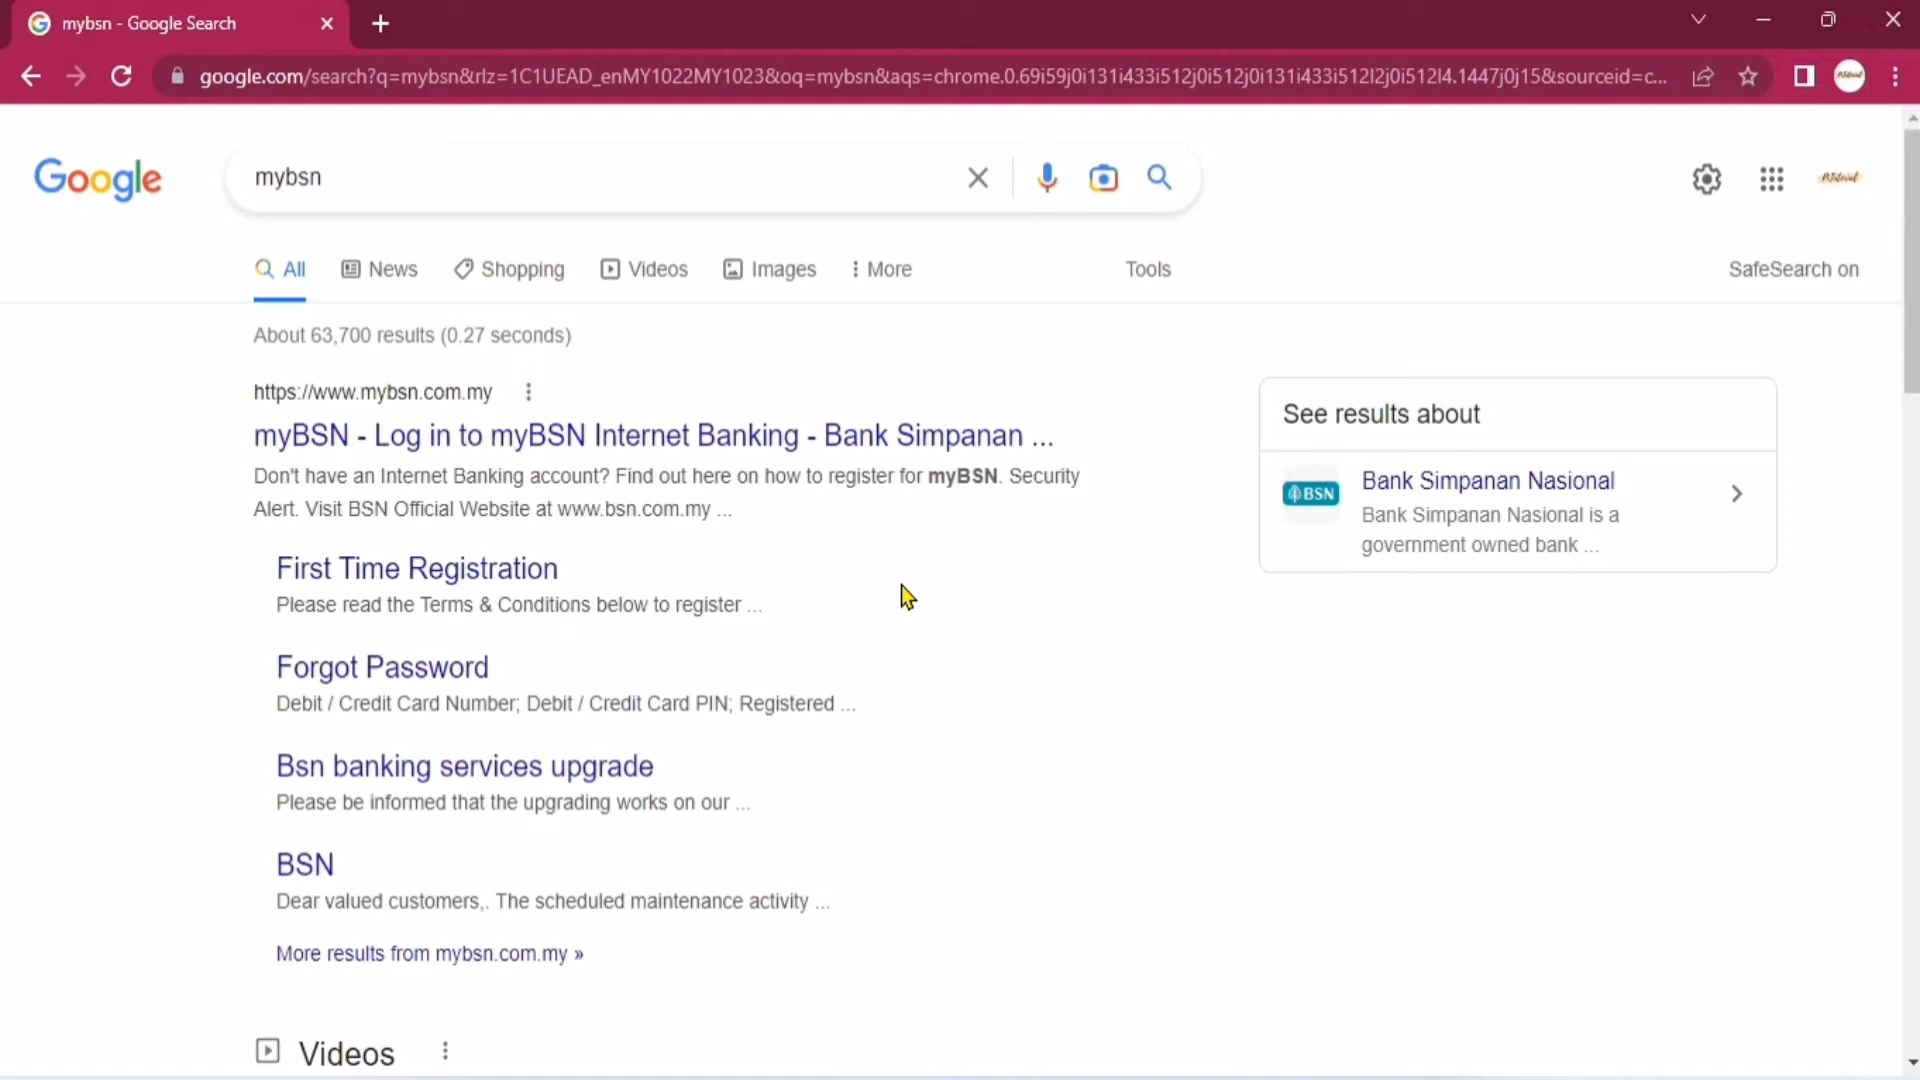 mybsn - Google Search
google.com/search?q=mybsn&rlz=1C1UEAD_enMY1022MY1023&oq=mybsn&aqs=chrome.0.69i59j0i131i433i512j0i512j0i131i433i512l2j0i512l4.1447j0j15&sourceid=c...
Google
mybsn
All News Shopping Videos Images More Tools SafeSearch on
About 63,700 results (0.27 seconds)
https://www.mybsn.com.my
myBSN - Log in to myBSN Internet Banking - Bank Simpanan ...
Don't have an Internet Banking account? Find out here on how to register for myBSN. Security
Alert. Visit BSN Official Website at www.bsn.com.my ...
First Time Registration
Please read the Terms & Conditions below to register ...
Forgot Password
Debit / Credit Card Number; Debit / Credit Card PIN; Registered ...
Bsn banking services upgrade
Please be informed that the upgrading works on our ...
BSN
Dear valued customers,. The scheduled maintenance activity ...
More results from mybsn.com.my »
Videos
See results about
BSN
Bank Simpanan Nasional
Bank Simpanan Nasional is a
government owned bank ...